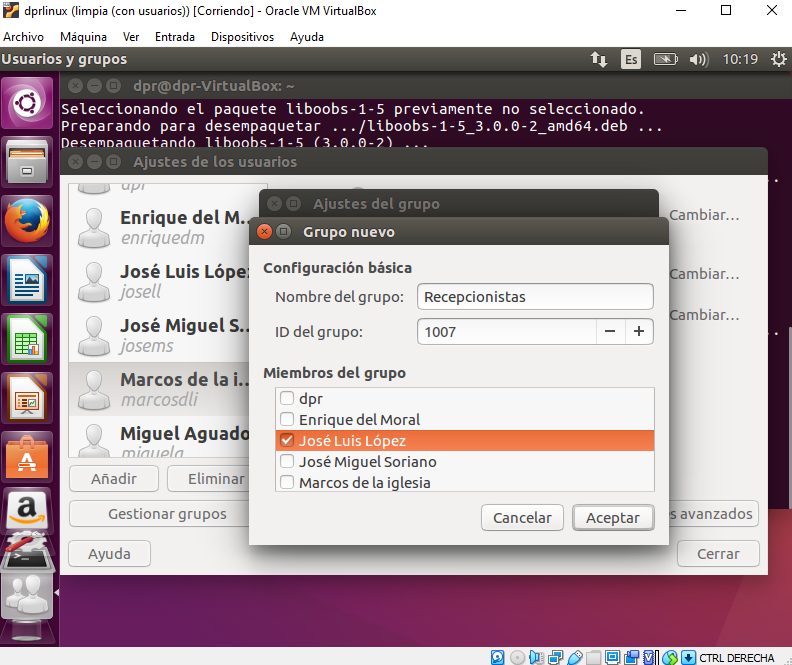 dprlinux (limpia (con usuarios)) [Corriendo] - Oracle VM VirtualBox
Archivo Máquina Ver Entrada Dispositivos Ayuda
Usuarios y grupos Es 10:19
dpr@dpr-VirtualBox: ~
Seleccionando el paquete liboobs-1-5 previamente no seleccionado.
Preparando para desempaquetar .../liboobs-1-5_3.0.0-2_amd64.deb ...
Desempaquetando liboobs-1-5 (3.0.0-2) ...
Ajustes de los usuarios
dpr
Enrique del M...
enriquedm
José Luis Lópe
josell
José Miguel S...
josems
Marcos de la i...
marcosdli
Miguel Aguado
miguela
Añadir Eliminar
Gestionar grupos
Ayuda
Cambiar...
Cambiar...
Cambiar...
s avanzados
Cerrar
Ajustes del grupo
Grupo nuevo
Configuración básica
Nombre del grupo: Recepcionistas
ID del grupo: 1007 − +
Miembros del grupo
dpr
Enrique del Moral
José Luis López
José Miguel Soriano
Marcos de la iglesia
Cancelar Aceptar
CTRL DERECHA